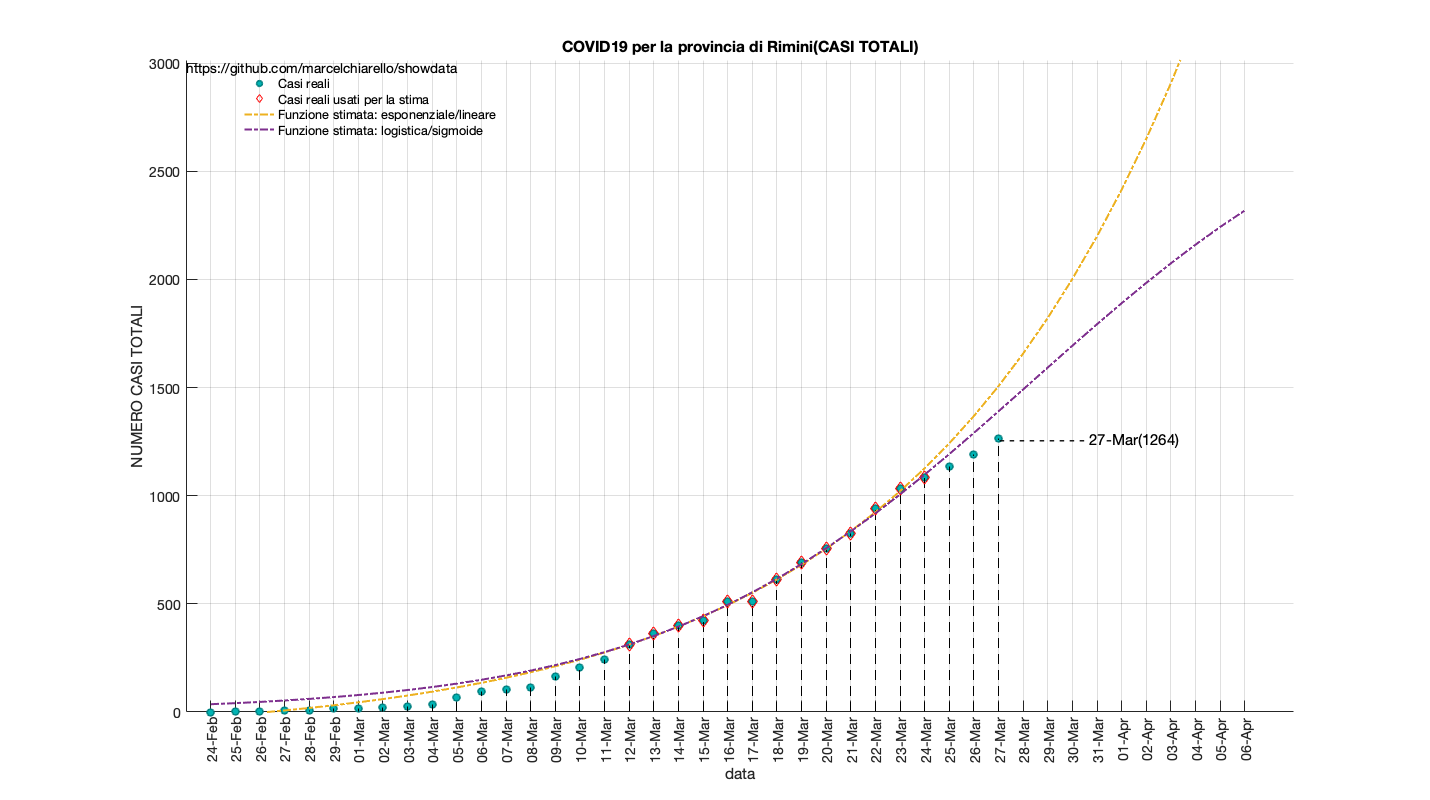 COVID19 per la provincia di Rimini(CASI TOTALI)
https://github.com/marcelchiarello/showdata
Casi reali
Casi reali usati per la stima
Funzione stimata: esponenziale/lineare
Funzione stimata: logistica/sigmoide
3000
2500
2000
1500
1000
500
0
NUMERO CASI TOTALI
27-Mar(1264)
24-Feb
25-Feb
26-Feb
27-Feb
28-Feb
29-Feb
01-Mar
02-Mar
03-Mar
04-Mar
05-Mar
06-Mar
07-Mar
08-Mar
09-Mar
10-Mar
11-Mar
12-Mar
13-Mar
14-Mar
15-Mar
16-Mar
17-Mar
18-Mar
19-Mar
20-Mar
21-Mar
22-Mar
23-Mar
24-Mar
25-Mar
26-Mar
27-Mar
28-Mar
29-Mar
30-Mar
31-Mar
01-Apr
02-Apr
03-Apr
04-Apr
05-Apr
06-Apr
data